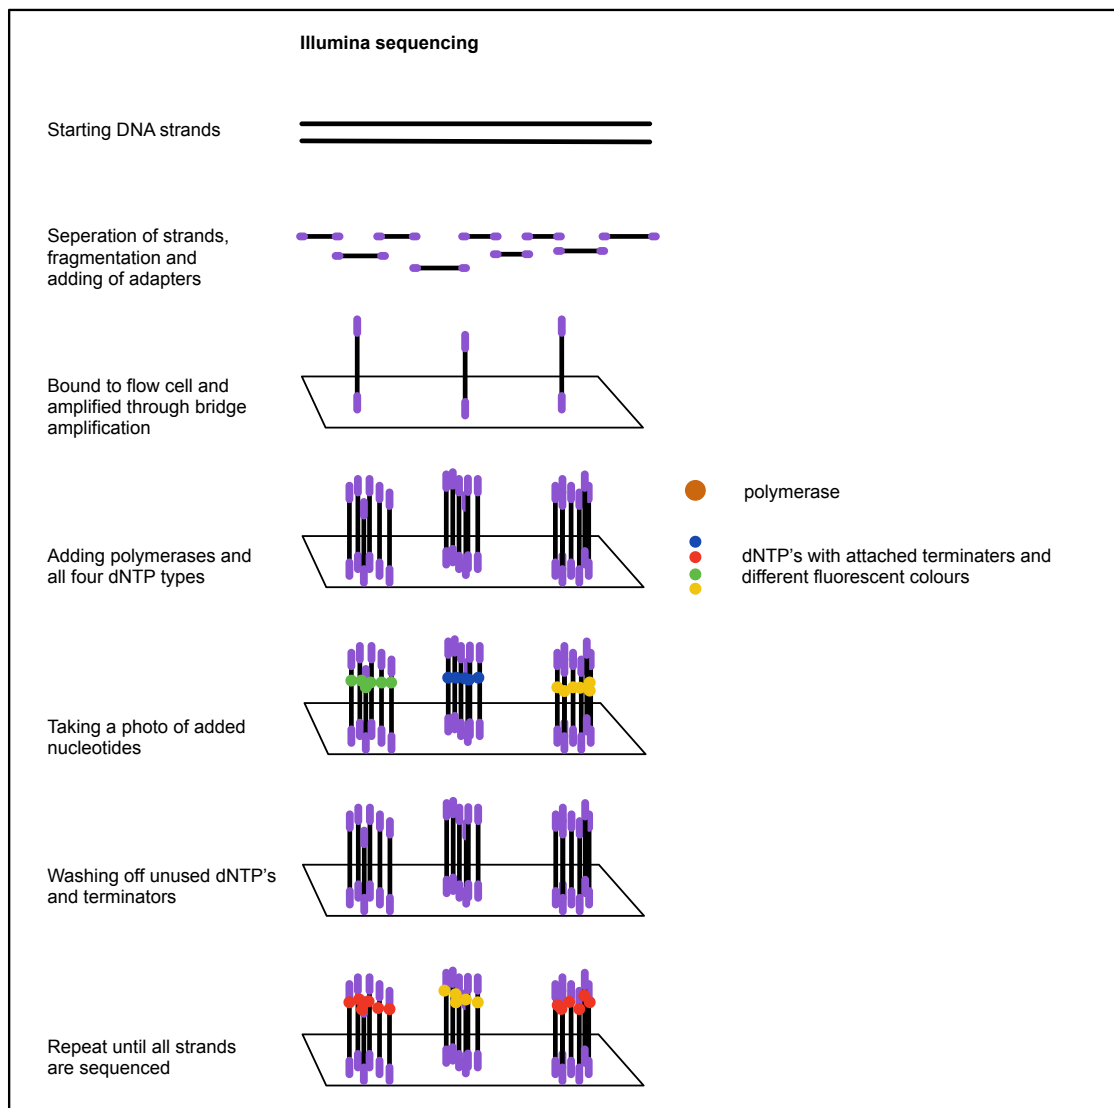 Illumina sequencing
Starting DNA strands
Seperation of strands,
fragmentation and
adding of adapters
Bound to flow cell and
amplified through bridge
amplification
Adding polymerases and
all four dNTP types
polymerase
dNTP's with attached terminaters and
different fluorescent colours
Taking a photo of added
nucleotides
Washing off unused dNTP's
and terminators
Repeat until all strands
are sequenced